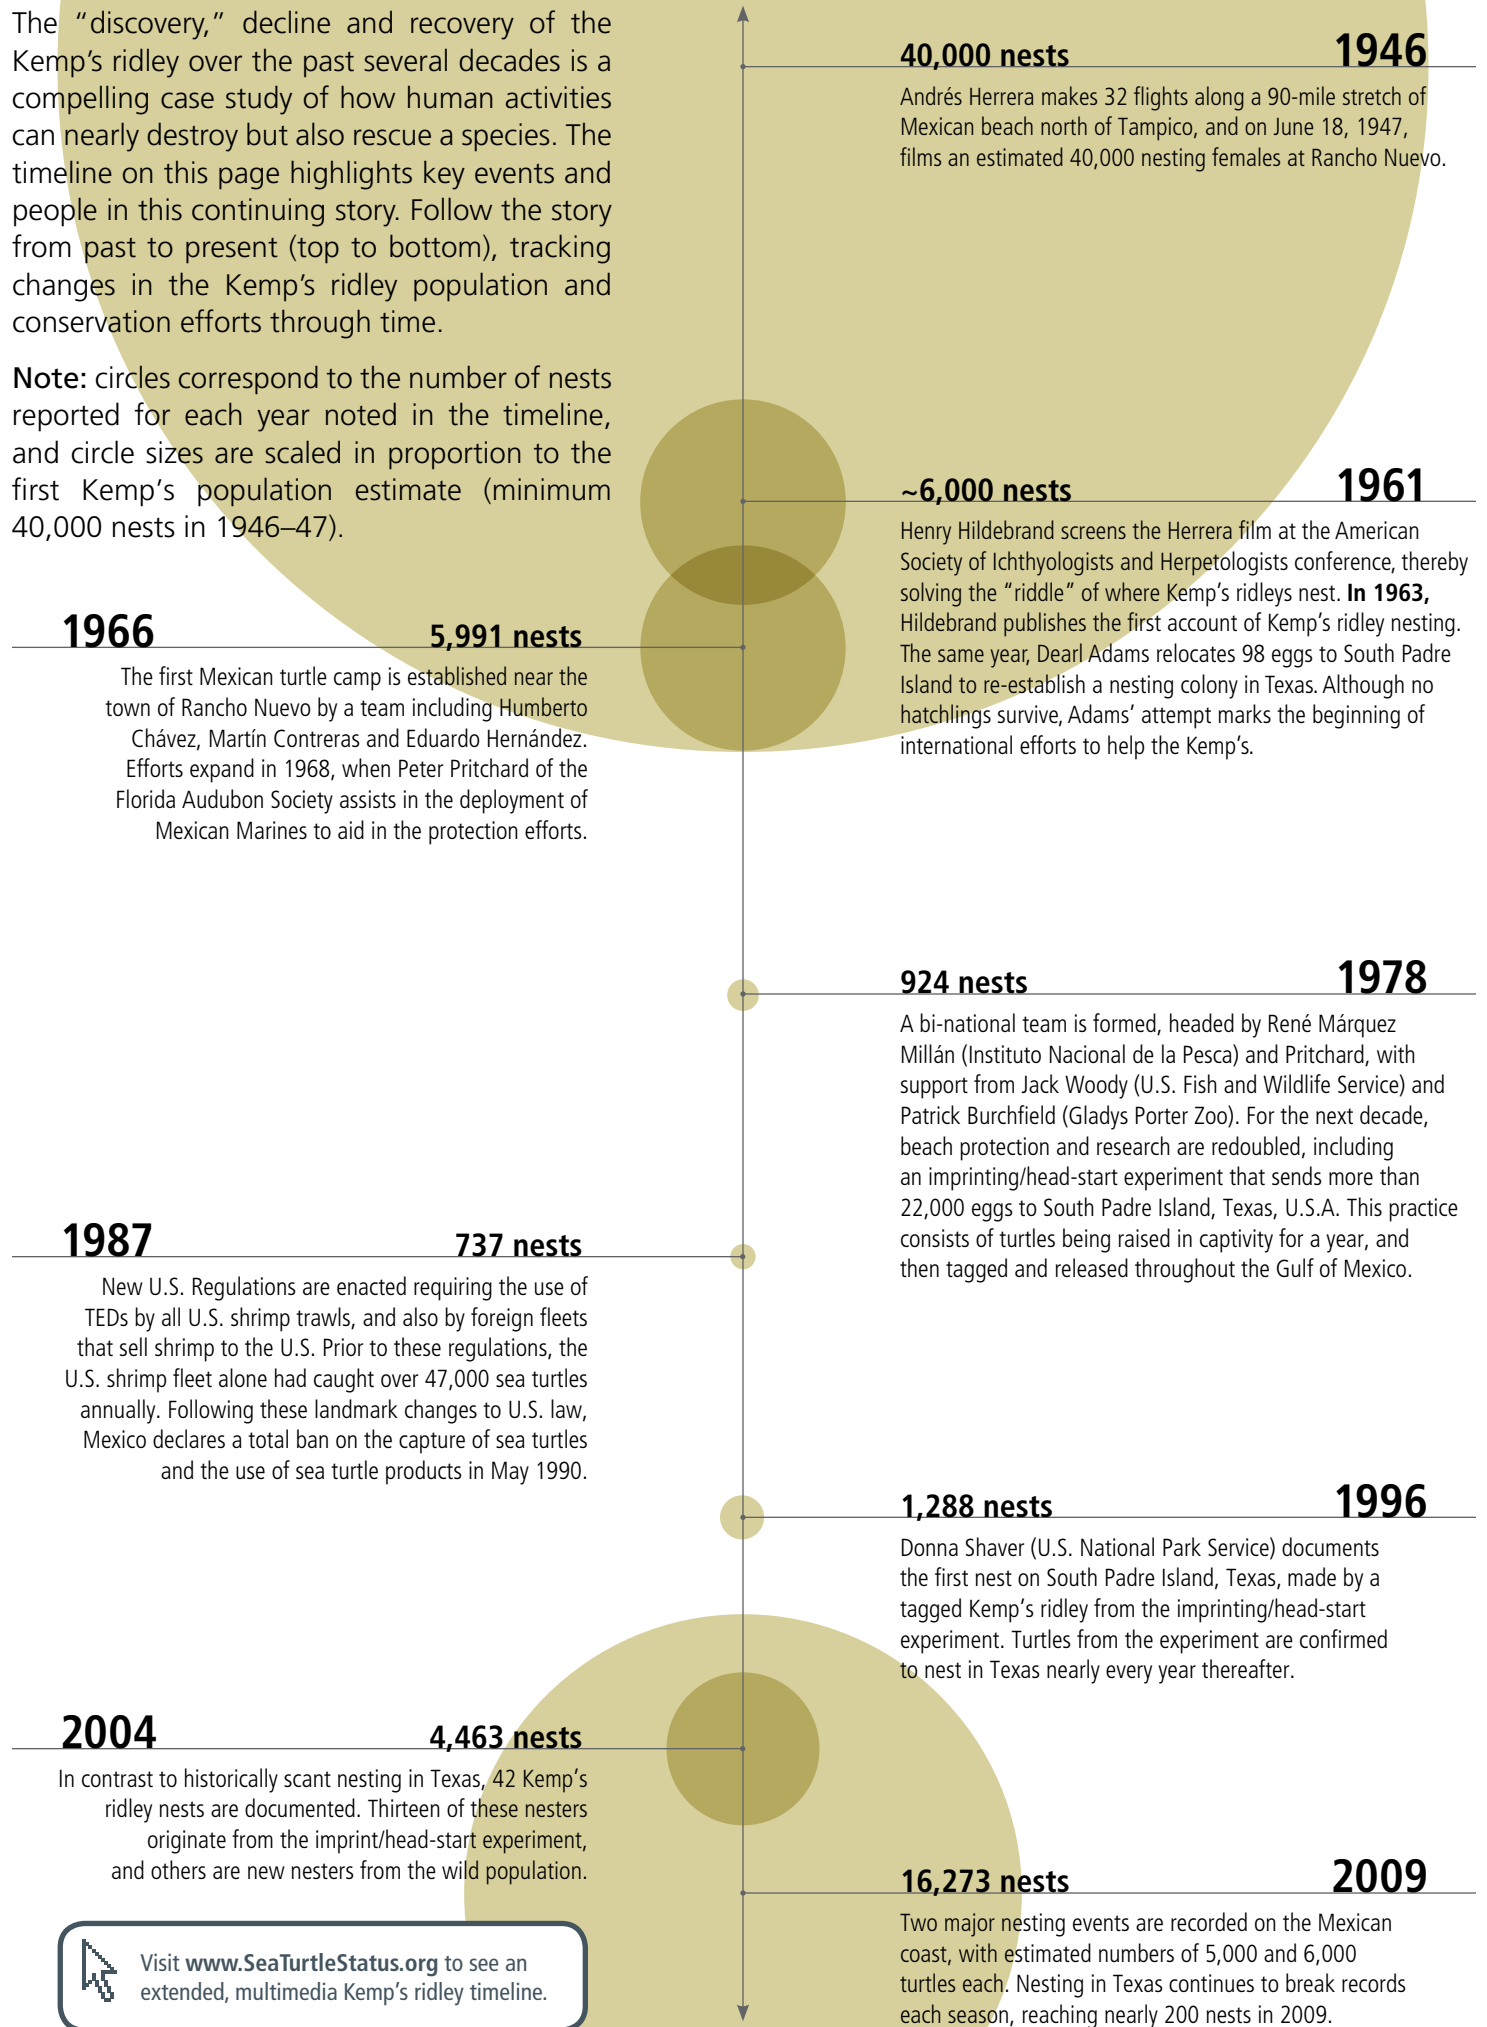 The “discovery,” decline and recovery of the
Kemp’s ridley over the past several decades is a
compelling case study of how human activities
can nearly destroy but also rescue a species. The
timeline on this page highlights key events and
people in this continuing story. Follow the story
from past to present (top to bottom), tracking
changes in the Kemp’s ridley population and
conservation efforts through time.
Note: circles correspond to the number of nests
reported for each year noted in the timeline,
and circle sizes are scaled in proportion to the
first Kemp’s population estimate (minimum
40,000 nests in 1946–47).
40,000 nests 1946
Andrés Herrera makes 32 flights along a 90-mile stretch of
Mexican beach north of Tampico, and on June 18, 1947,
films an estimated 40,000 nesting females at Rancho Nuevo.
~6,000 nests 1961
Henry Hildebrand screens the Herrera film at the American
Society of Ichthyologists and Herpetologists conference, thereby
solving the “riddle” of where Kemp’s ridleys nest. In 1963,
Hildebrand publishes the first account of Kemp’s ridley nesting.
The same year, Dearl Adams relocates 98 eggs to South Padre
Island to re-establish a nesting colony in Texas. Although no
hatchlings survive, Adams’ attempt marks the beginning of
international efforts to help the Kemp’s.
1966 5,991 nests
The first Mexican turtle camp is established near the
town of Rancho Nuevo by a team including Humberto
Chávez, Martín Contreras and Eduardo Hernández.
Efforts expand in 1968, when Peter Pritchard of the
Florida Audubon Society assists in the deployment of
Mexican Marines to aid in the protection efforts.
924 nests 1978
A bi-national team is formed, headed by René Márquez
Millán (Instituto Nacional de la Pesca) and Pritchard, with
support from Jack Woody (U.S. Fish and Wildlife Service) and
Patrick Burchfield (Gladys Porter Zoo). For the next decade,
beach protection and research are redoubled, including
an imprinting/head-start experiment that sends more than
22,000 eggs to South Padre Island, Texas, U.S.A. This practice
consists of turtles being raised in captivity for a year, and
then tagged and released throughout the Gulf of Mexico.
1987 737 nests
New U.S. Regulations are enacted requiring the use of
TEDs by all U.S. shrimp trawls, and also by foreign fleets
that sell shrimp to the U.S. Prior to these regulations, the
U.S. shrimp fleet alone had caught over 47,000 sea turtles
annually. Following these landmark changes to U.S. law,
Mexico declares a total ban on the capture of sea turtles
and the use of sea turtle products in May 1990.
1,288 nests 1996
Donna Shaver (U.S. National Park Service) documents
the first nest on South Padre Island, Texas, made by a
tagged Kemp’s ridley from the imprinting/head-start
experiment. Turtles from the experiment are confirmed
to nest in Texas nearly every year thereafter.
2004 4,463 nests
In contrast to historically scant nesting in Texas, 42 Kemp’s
ridley nests are documented. Thirteen of these nesters
originate from the imprint/head-start experiment,
and others are new nesters from the wild population.
16,273 nests 2009
Two major nesting events are recorded on the Mexican
coast, with estimated numbers of 5,000 and 6,000
turtles each. Nesting in Texas continues to break records
each season, reaching nearly 200 nests in 2009.
Visit www.SeaTurtleStatus.org to see an
extended, multimedia Kemp’s ridley timeline.